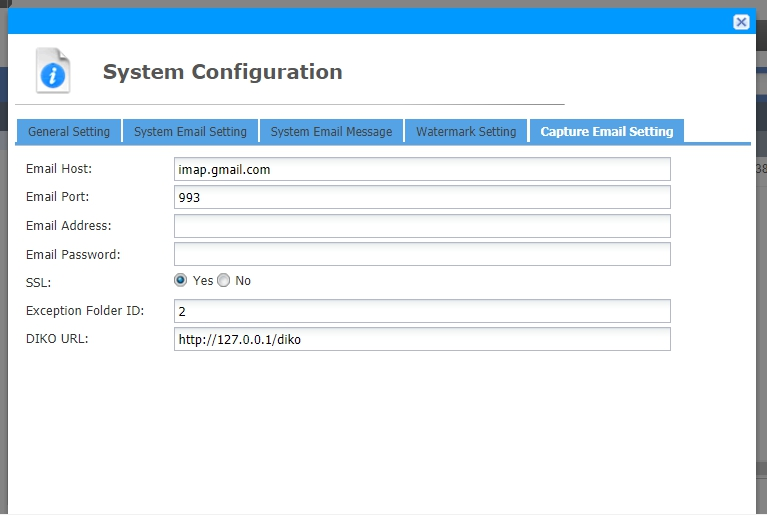 System Configuration
General Setting System Email Setting System Email Message Watermark Setting Capture Email Setting
Email Host: imap.gmail.com
Email Port: 993
Email Address:
Email Password:
SSL: Yes No
Exception Folder ID: 2
DIKO URL: http://127.0.0.1/diko